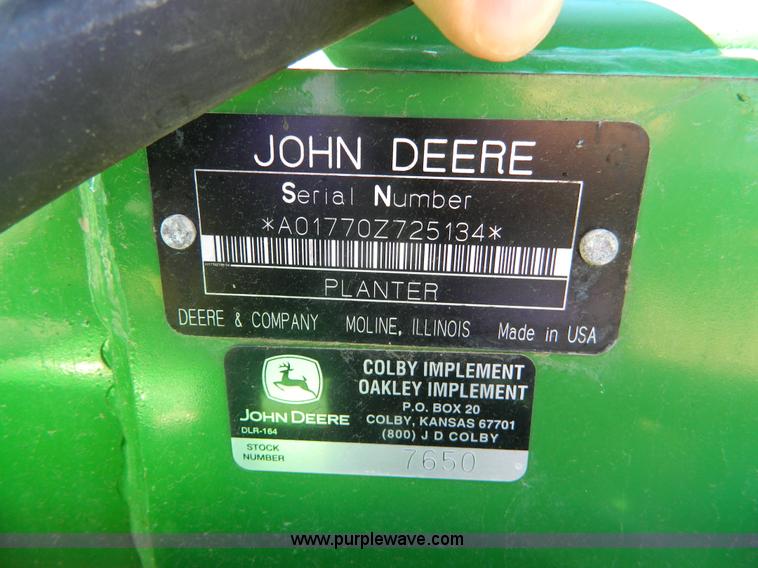 JOHN DEERE
Serial Number
*A01770Z725134*
PLANTER
DEERE & COMPANY MOLINE, ILLINOIS Made in USA
COLBY IMPLEMENT
OAKLEY IMPLEMENT
P.O. BOX 20
COLBY, KANSAS 67701
(800) J D COLBY
JOHN DEERE
DLR-164
STOCK
NUMBER
7650
www.purplewave.com